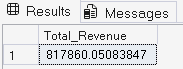 Results Messages
Total_Revenue
1 817860.05083847